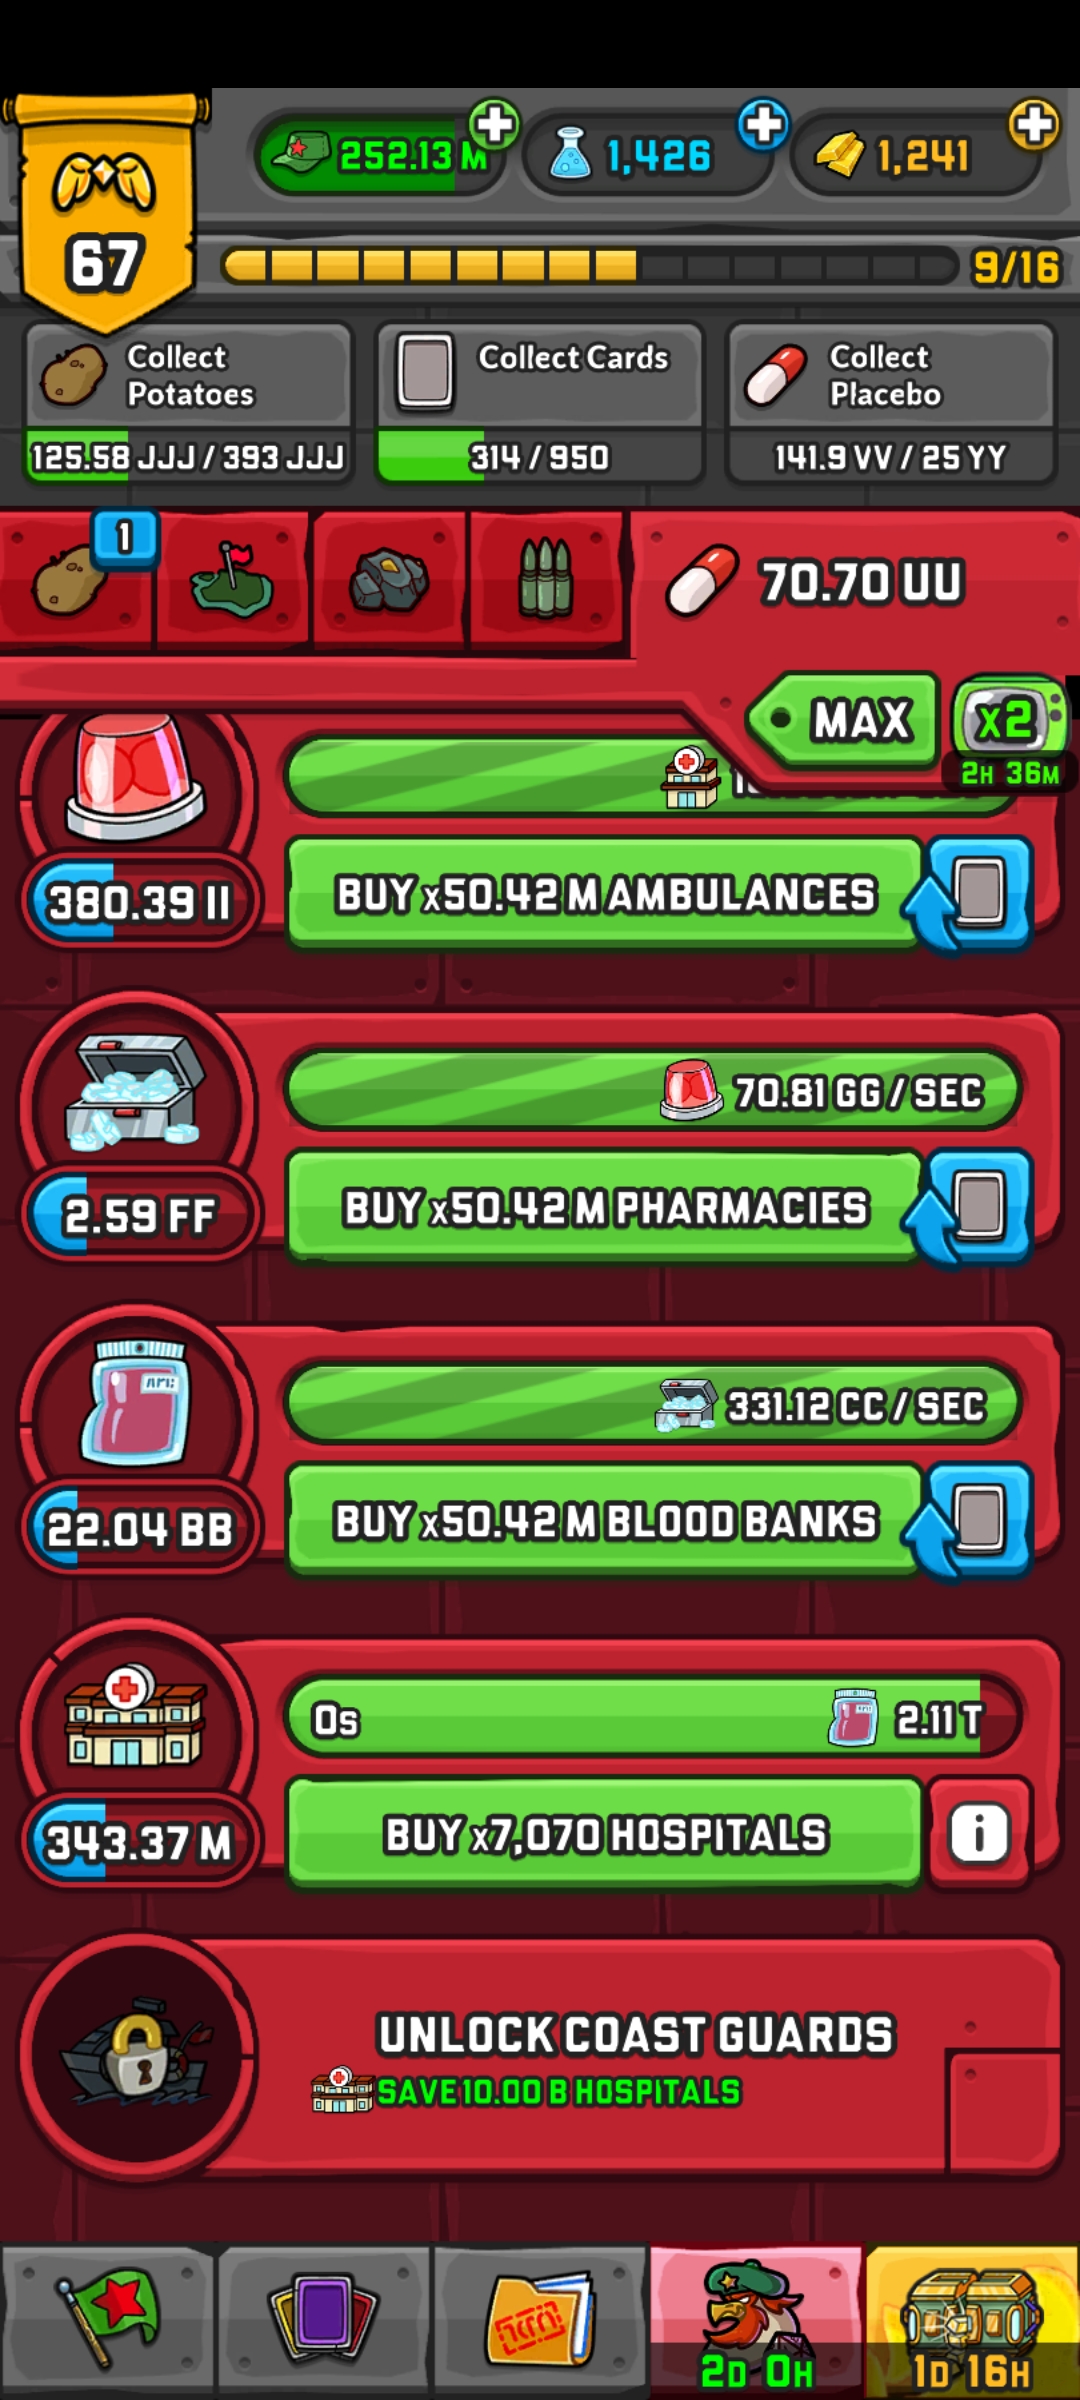 252.13 M
1,426
1,241
67
9/16
Collect
Potatoes
125.58 JJJ / 393 JJJ
Collect Cards
314 / 950
Collect
Placebo
141.9 VV / 25 YY
1
70.70 UU
MAX
x2
2H 36M
380.39 II
BUY x50.42 M AMBULANCES
70.81 GG / SEC
2.59 FF
BUY x50.42 M PHARMACIES
331.12 CC / SEC
22.04 BB
BUY x50.42 M BLOOD BANKS
0s
2.11 T
343.37 M
BUY x7,070 HOSPITALS
i
UNLOCK COAST GUARDS
SAVE 10.00 B HOSPITALS
2D 0H
1D 16H